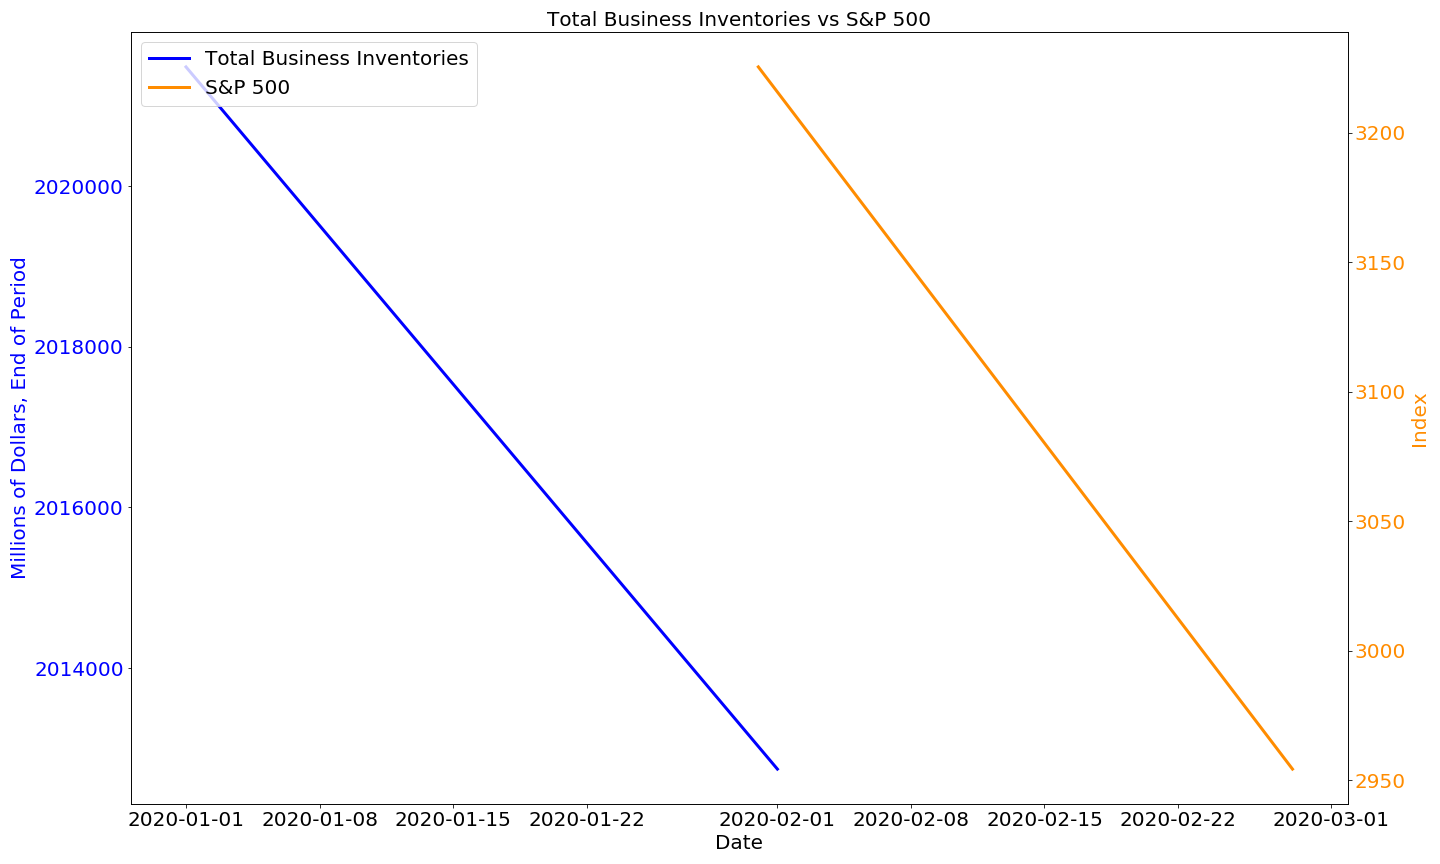 Total Business Inventories vs S&P 500
Total Business Inventories
S&P 500
Millions of Dollars, End of Period
2020000
2018000
2016000
2014000
3200
3150
3100
3050
3000
2950
Index
2020-01-01 2020-01-08 2020-01-15 2020-01-22 2020-02-01 2020-02-08 2020-02-15 2020-02-22 2020-03-01
Date